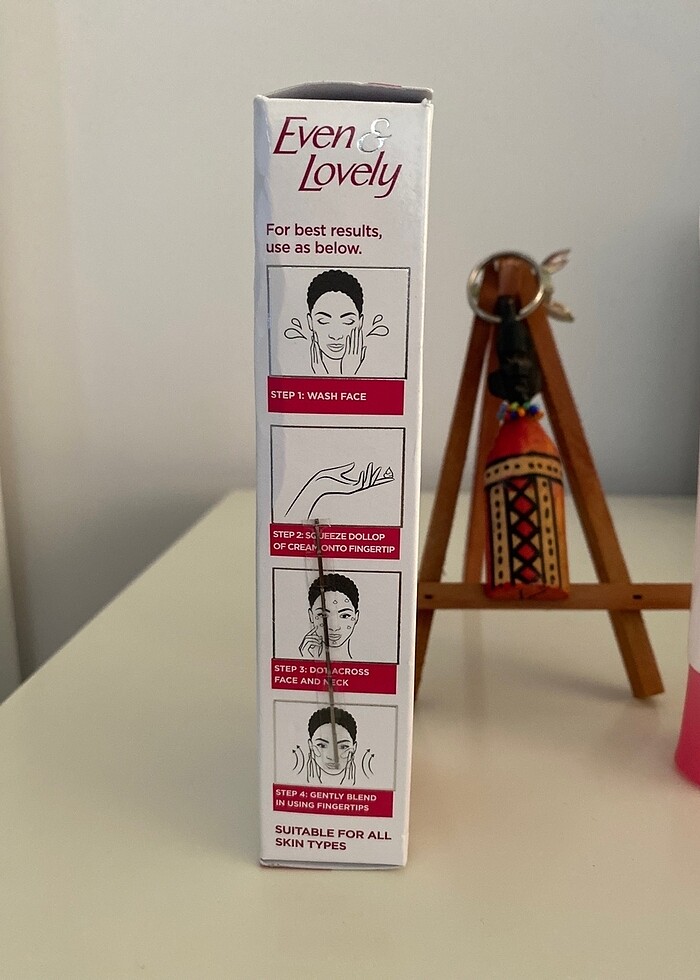 Even &
Lovely
For best results,
use as below.
STEP 1: WASH FACE
STEP 2: SQUEEZE DOLLOP
OF CREAM ONTO FINGERTIP
STEP 3: DOT ACROSS
FACE AND NECK
STEP 4: GENTLY BLEND
IN USING FINGERTIPS
SUITABLE FOR ALL
SKIN TYPES